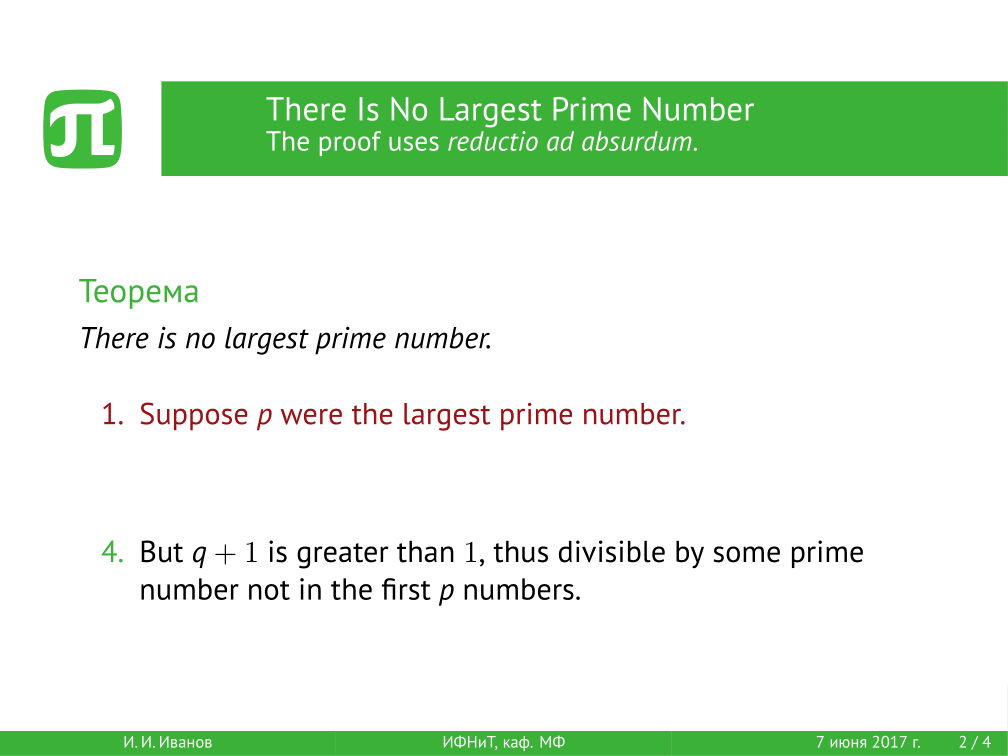 There Is No Largest Prime Number
The proof uses reductio ad absurdum.
Теорема
There is no largest prime number.
1. Suppose p were the largest prime number.
4. But q + 1 is greater than 1, thus divisible by some prime
number not in the first p numbers.
И. И. Иванов ИФНиТ, каф. МФ 7 июня 2017 г. 2 / 4